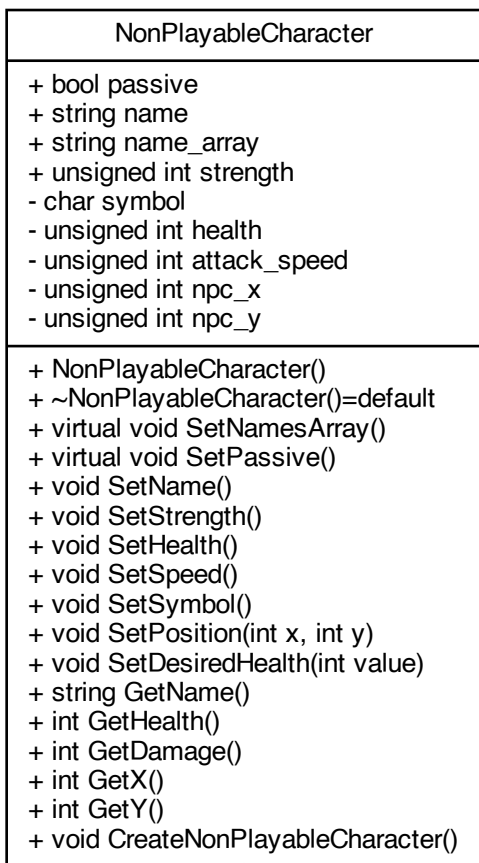 NonPlayableCharacter
+ bool passive
+ string name
+ string name_array
+ unsigned int strength
- char symbol
- unsigned int health
- unsigned int attack_speed
- unsigned int npc_x
- unsigned int npc_y
+ NonPlayableCharacter()
+ ~NonPlayableCharacter()=default
+ virtual void SetNamesArray()
+ virtual void SetPassive()
+ void SetName()
+ void SetStrength()
+ void SetHealth()
+ void SetSpeed()
+ void SetSymbol()
+ void SetPosition(int x, int y)
+ void SetDesiredHealth(int value)
+ string GetName()
+ int GetHealth()
+ int GetDamage()
+ int GetX()
+ int GetY()
+ void CreateNonPlayableCharacter()